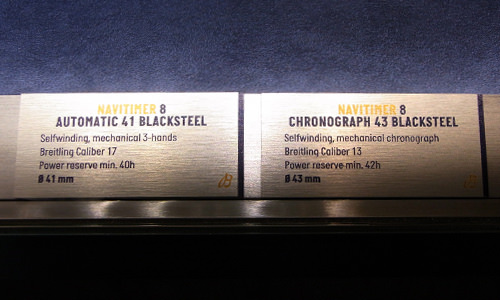 NAVITIMER 8
AUTOMATIC 41 BLACKSTEEL
Selfwinding, mechanical 3-hands
Breitling Caliber 17
Power reserve min. 40h
Ø 41 mm
NAVITIMER 8
CHRONOGRAPH 43 BLACKSTEEL
Selfwinding, mechanical chronograph
Breitling Caliber 13
Power reserve min. 42h
Ø 43 mm